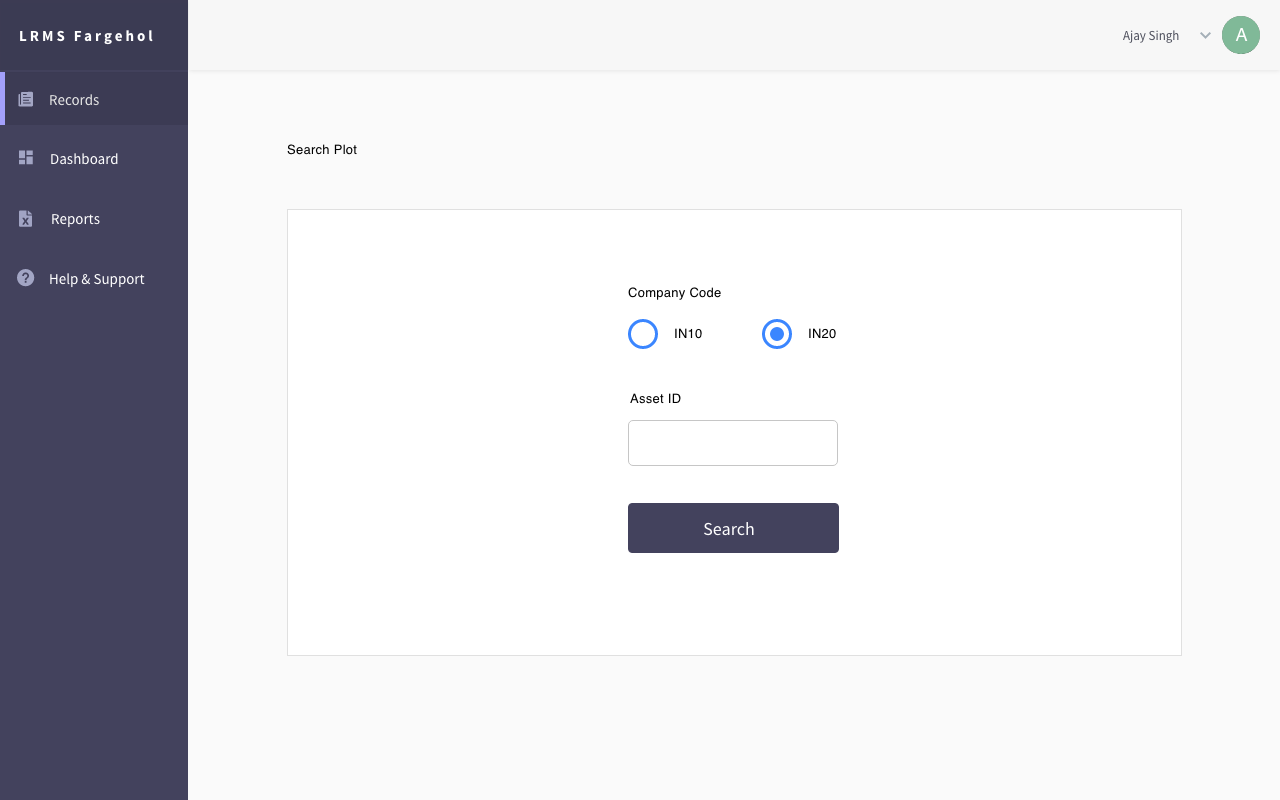 LRMS Fargehol
Ajay Singh
A
Records
Dashboard
Reports
Help & Support
Search Plot
Company Code
IN10
IN20
Asset ID
Search